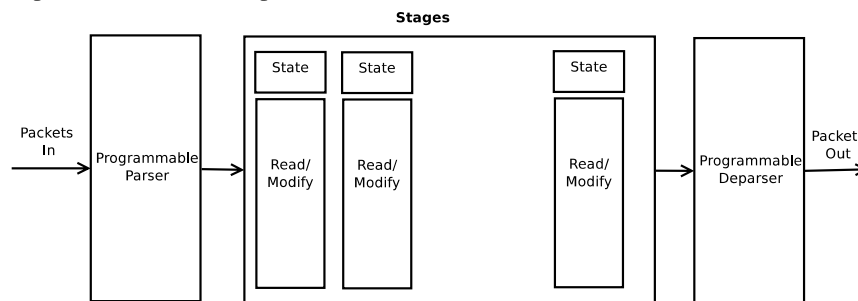 Stages
State
State
State
Packets
In
Programmable
Parser
Read/
Modify
Read/
Modify
Read/
Modify
Programmable
Deparser
Packet
Out